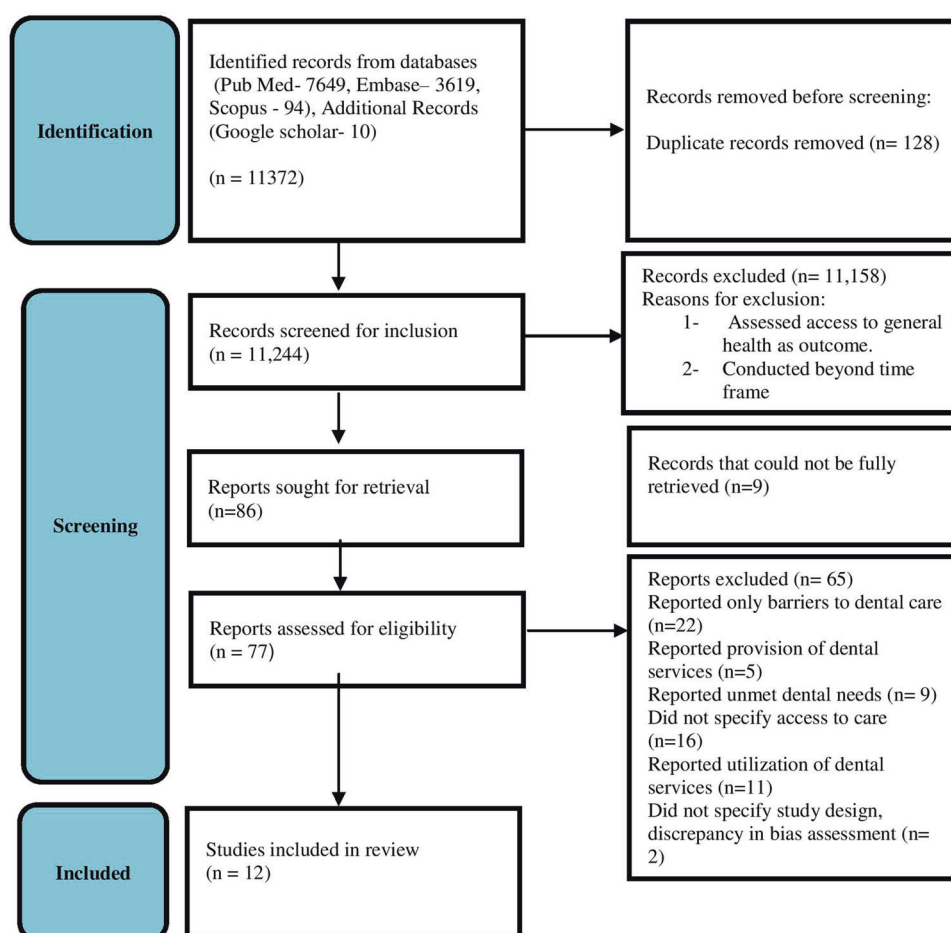 Identification
Identified records from databases
(Pub Med- 7649, Embase– 3619,
Scopus - 94), Additional Records
(Google scholar- 10)
(n = 11372)
Records removed before screening:
Duplicate records removed (n= 128)
Screening
Records screened for inclusion
(n = 11,244)
Records excluded (n= 11,158)
Reasons for exclusion:
1- Assessed access to general
health as outcome.
2- Conducted beyond time
frame
Reports sought for retrieval
(n=86)
Records that could not be fully
retrieved (n=9)
Reports assessed for eligibility
(n = 77)
Reports excluded (n= 65)
Reported only barriers to dental care
(n=22)
Reported provision of dental
services (n=5)
Reported unmet dental needs (n= 9)
Did not specify access to care
(n=16)
Reported utilization of dental
services (n=11)
Did not specify study design,
discrepancy in bias assessment (n=
2)
Included
Studies included in review
(n = 12)